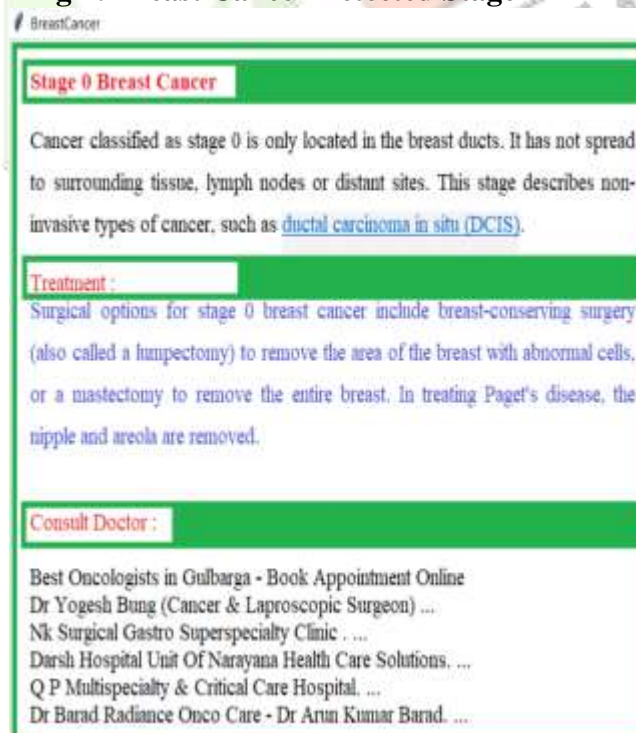 BreastCancer
Stage 0 Breast Cancer
Cancer classified as stage 0 is only located in the breast ducts. It has not spread
to surrounding tissue, lymph nodes or distant sites. This stage describes non-
invasive types of cancer, such as ductal carcinoma in situ (DCIS).
Treatment :
Surgical options for stage 0 breast cancer include breast-conserving surgery
(also called a lumpectomy) to remove the area of the breast with abnormal cells,
or a mastectomy to remove the entire breast. In treating Paget's disease, the
nipple and areola are removed.
Consult Doctor :
Best Oncologists in Gulbarga - Book Appointment Online
Dr Yogesh Bung (Cancer & Laproscopic Surgeon) ...
Nk Surgical Gastro Superspecialty Clinic . ...
Darsh Hospital Unit Of Narayana Health Care Solutions. ...
Q P Multispecialty & Critical Care Hospital. ...
Dr Barad Radiance Onco Care - Dr Arun Kumar Barad. ...